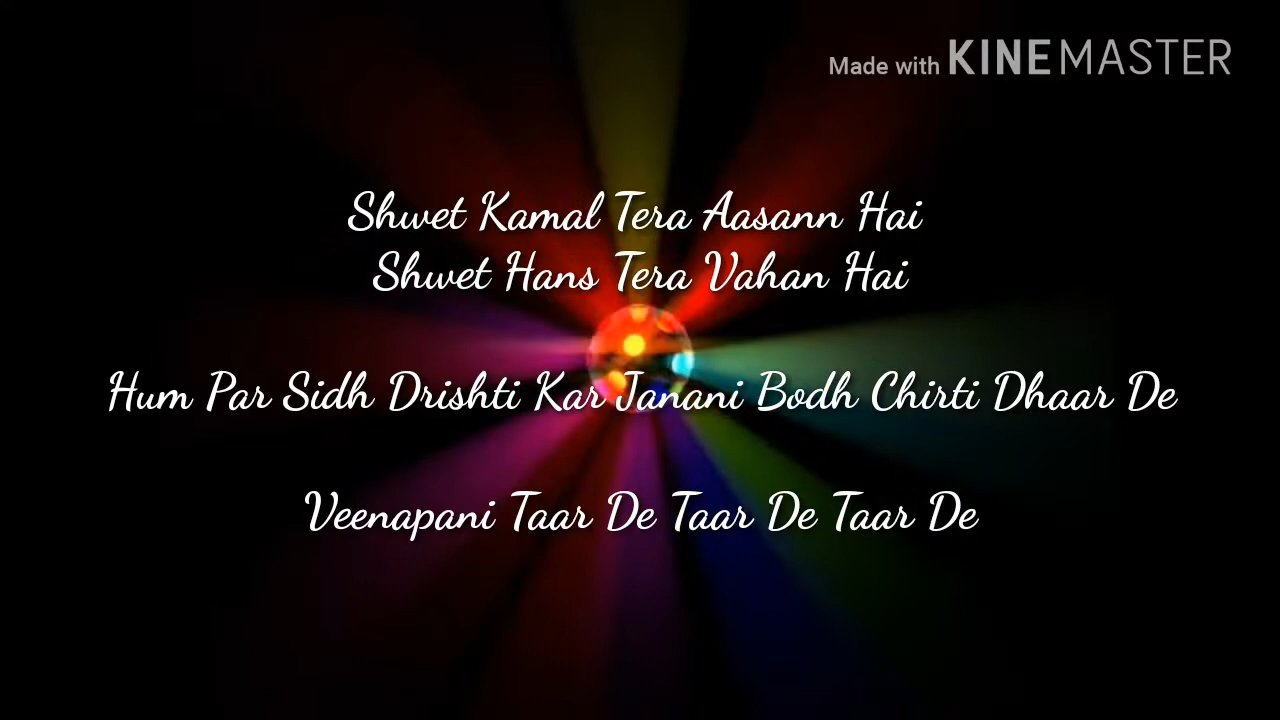 Made with KINEMASTER
Shwet Kamal Tera Aasann Hai
Shwet Hans Tera Vahan Hai
Hum Par Sidh Drishti Kar Janani Bodh Chirti Dhaar De
Veenapani Taar De Taar De Taar De